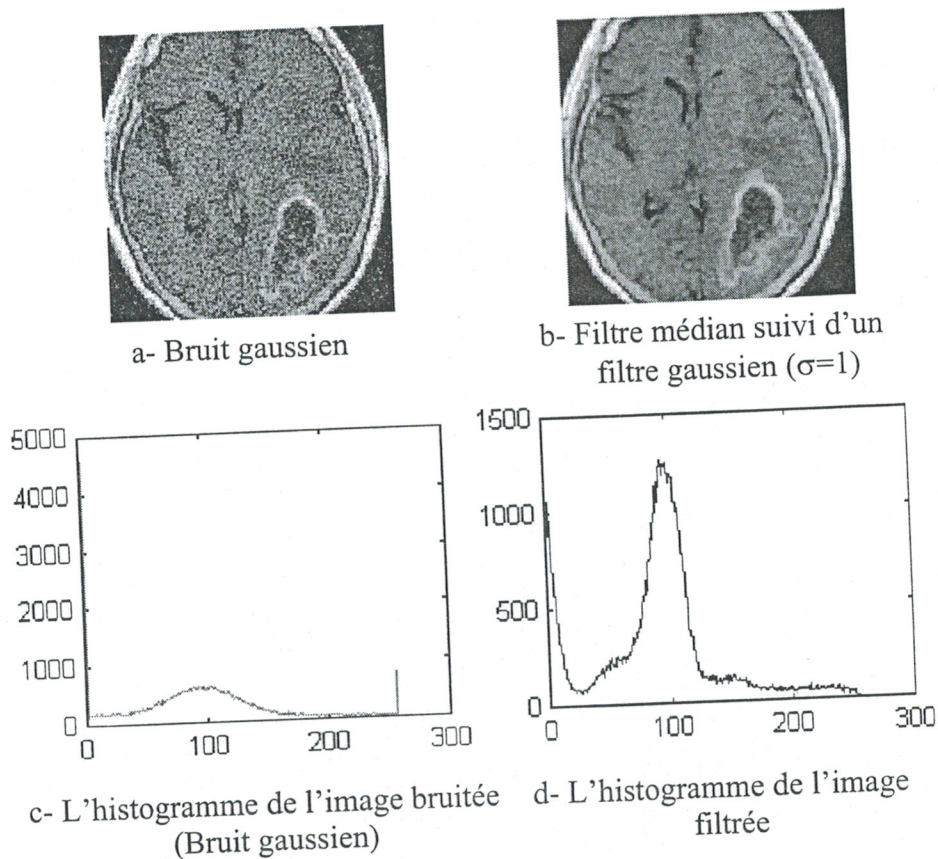 a- Bruit gaussien
b- Filtre médian suivi d'un
filtre gaussien (σ=1)
5000
4000
3000
2000
1000
0
0 100 200 300
1500
1000
500
0
0 100 200 300
c- L'histogramme de l'image bruitée
(Bruit gaussien)
d- L'histogramme de l'image
filtrée